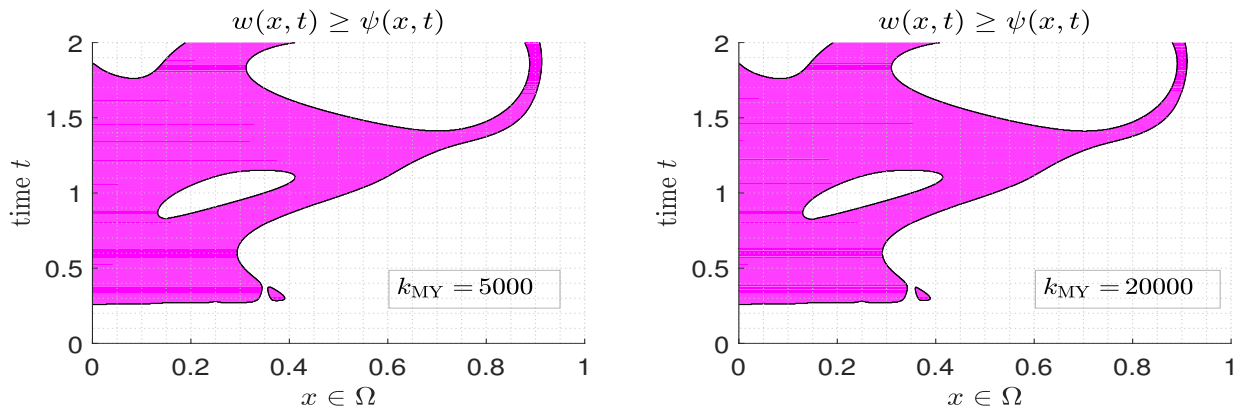 w(x, t) ≥ ψ(x, t)
2
1.5
1
0.5
0
time t
k_MY = 5000
0 0.2 0.4 0.6 0.8 1
x ∈ Ω
w(x, t) ≥ ψ(x, t)
2
1.5
1
0.5
0
time t
k_MY = 20000
0 0.2 0.4 0.6 0.8 1
x ∈ Ω